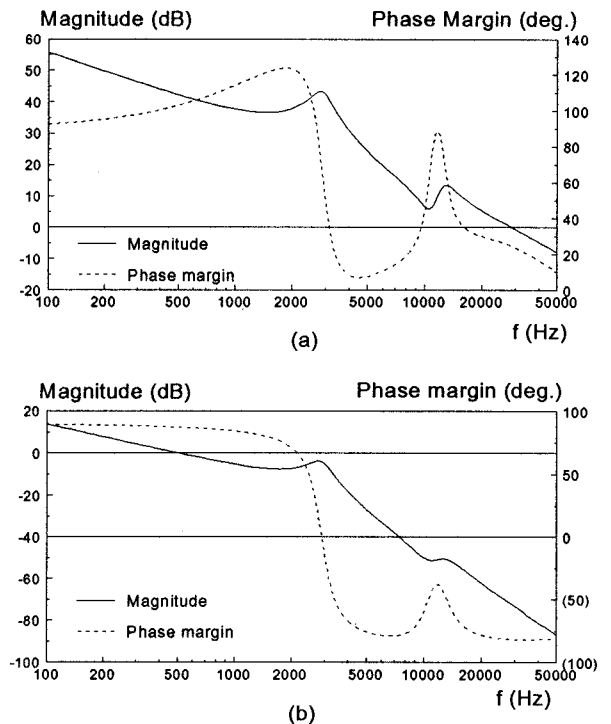 Magnitude (dB) Phase Margin (deg.)
60 140
50 120
40 100
30 80
20
10 60
0 40
-10 20
-20 0
Magnitude
Phase margin
100 200 500 1000 2000 5000 10000 20000 50000
f (Hz)
(a)
Magnitude (dB) Phase margin (deg.)
20 100
0
-20 50
-40 0
-60
-80 (50)
-100 (100)
Magnitude
Phase margin
100 200 500 1000 2000 5000 10000 20000 50000
f (Hz)
(b)